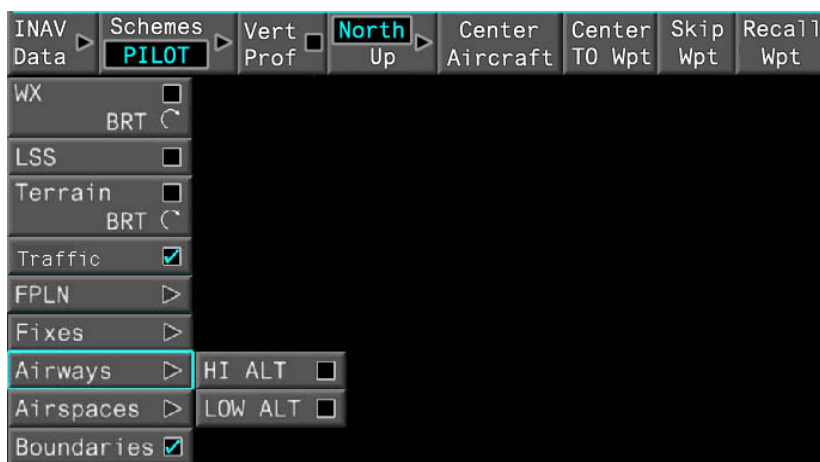 INAV Schemes Vert North Center Center Skip Recall
Data PILOT Prof Up Aircraft TO Wpt Wpt Wpt
WX
BRT
LSS
Terrain
BRT
Traffic
FPLN
Fixes
Airways HI ALT
Airspaces LOW ALT
Boundaries